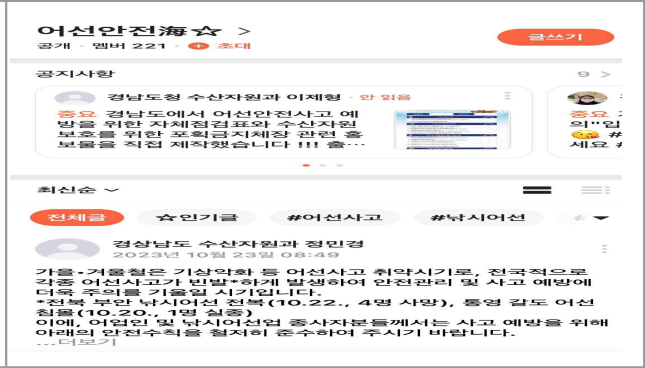 어선안전海☆ >
공개 · 멤버 221 · + 초대
글쓰기
공지사항
9 >
경남도청 수산자원과 이제형 · 안 읽음
중요 경남도에서 어선안전사고 예
방을 위한 자체점검표와 수산자원
보호를 위한 포획금지체장 관련 홍
보물을 직접 제작했습니다 !!! 출…
중요
의"입
😘 #
세요 #
최신순
전체글
☆인기글
#어선사고
#낚시어선
#
경상남도 수산자원과 정민경
2023년 10월 23일 08:49
가을•겨울철은 기상악화 등 어선사고 취약시기로, 전국적으로
각종 어선사고가 빈발*하게 발생하여 안전관리 및 사고 예방에
더욱 주의를 기울일 시기입니다.
*전북 부안 낚시어선 전복(10.22., 4명 사망), 통영 갈도 어선
침몰(10.20., 1명 실종)
이에, 어업인 및 낚시어선업 종사자분들께서는 사고 예방을 위해
아래의 안전수칙을 철저히 준수하여 주시기 바랍니다.
...더보기